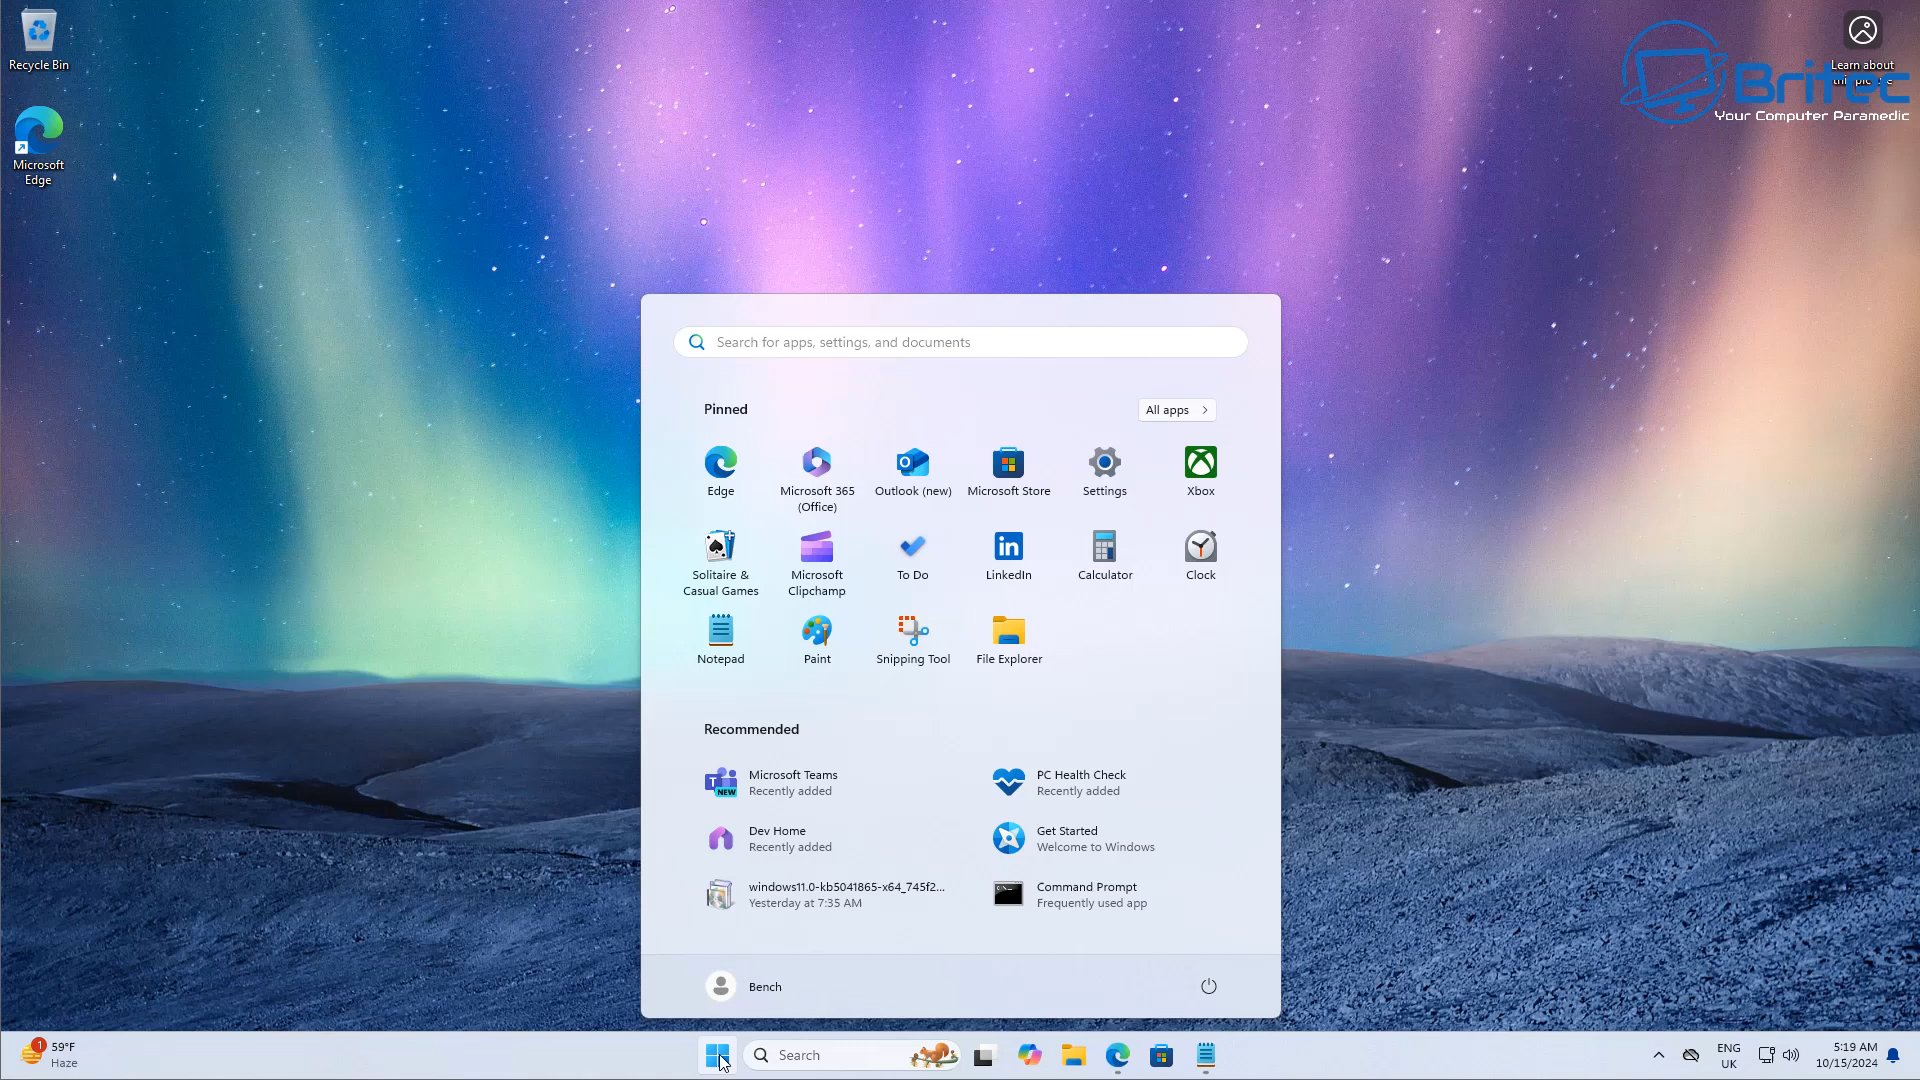 Recycle Bin
Microsoft
Edge
Learn about
Britec
Your Computer Paramedic
Search for apps, settings, and documents
Pinned
All apps
Edge
Microsoft 365
(Office)
Outlook (new)
Microsoft Store
Settings
Xbox
Solitaire &
Casual Games
Microsoft
Clipchamp
To Do
LinkedIn
Calculator
Clock
Notepad
Paint
Snipping Tool
File Explorer
Recommended
Microsoft Teams
Recently added
PC Health Check
Recently added
Dev Home
Recently added
Get Started
Welcome to Windows
windows11.0-kb5041865-x64_745f2...
Yesterday at 7:35 AM
Command Prompt
Frequently used app
Bench
1
59°F
Haze
Search
ENG
UK
5:19 AM
10/15/2024